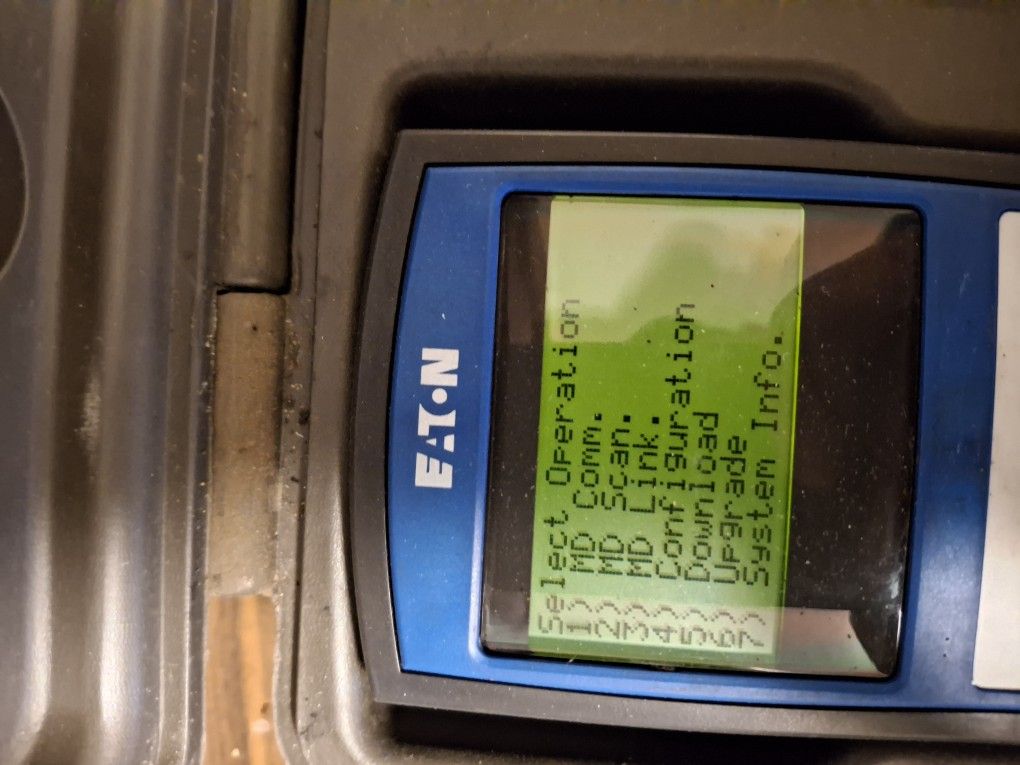 EATON
Select Operation
1> MD Comm.
2> MD Scan.
3> MD Link.
4> Configuration
5> Download
6> Upgrade
7> System Info.